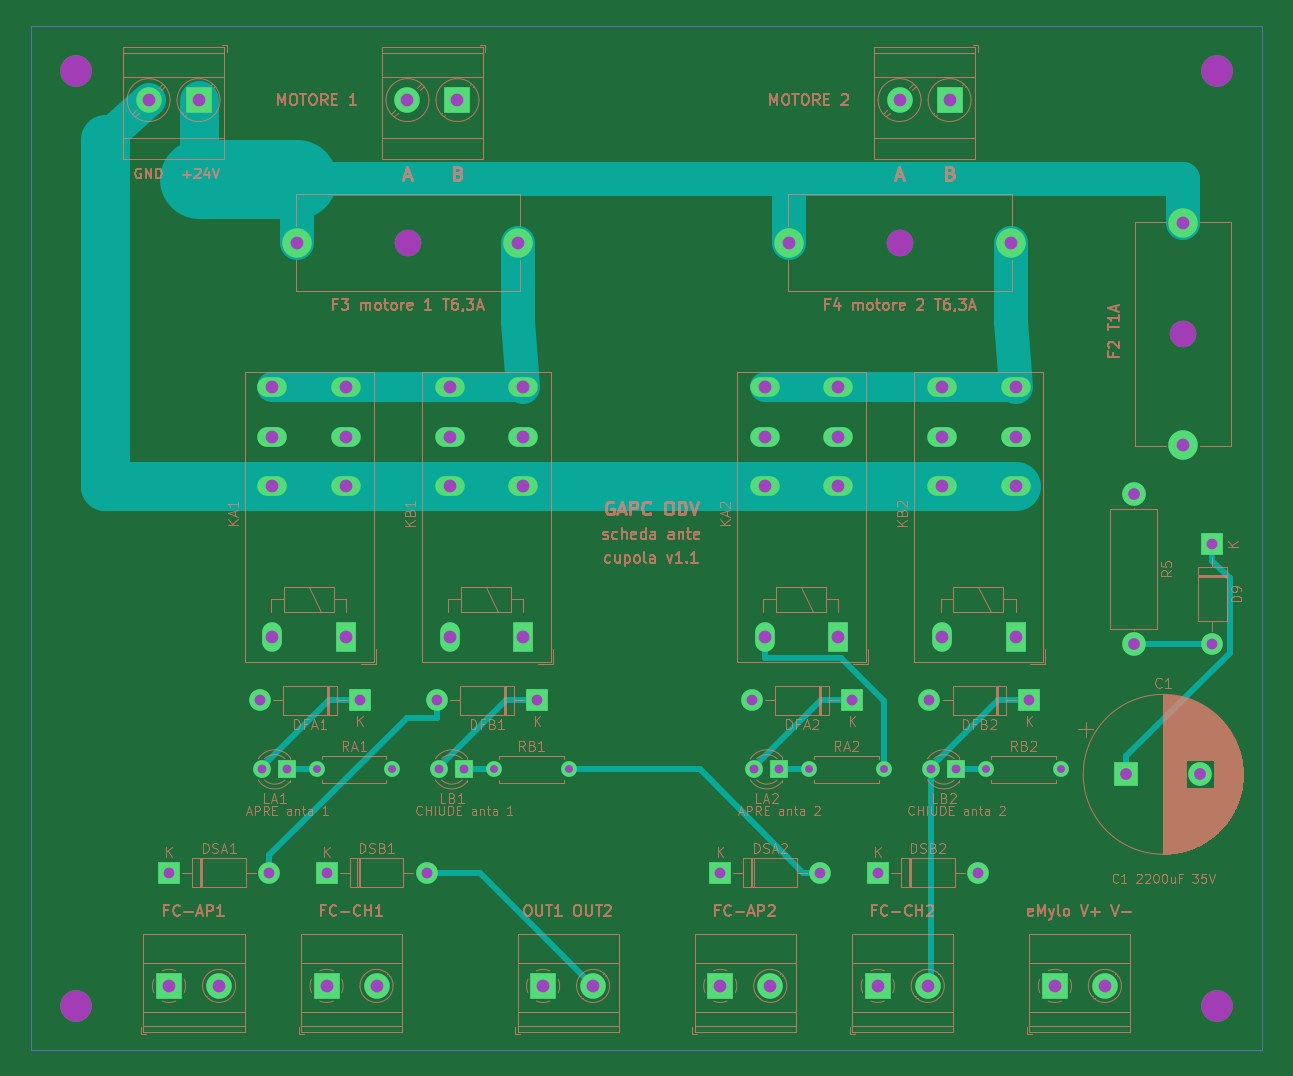 MOTORE 1
MOTORE 2
GND +24V
A B
A B
F3 motore 1 T6,3A
F4 motore 2 T6,3A
F2 T1A
KA1
KB1
GAPC ODV
scheda ante
cupola v1.1
KA2
KB2
K
R5
D9
C1
+
K
K
K
K
DFA1
DFB1
DFA2
DFB2
RA1
RB1
RA2
RB2
LA1
LB1
LA2
LB2
APRE anta 1
CHIUDE anta 1
APRE anta 2
CHIUDE anta 2
K
DSA1
K
DSB1
K
DSA2
K
DSB2
C1 2200uF 35V
FC-AP1
FC-CH1
OUT1 OUT2
FC-AP2
FC-CH2
eMylo V+ V-